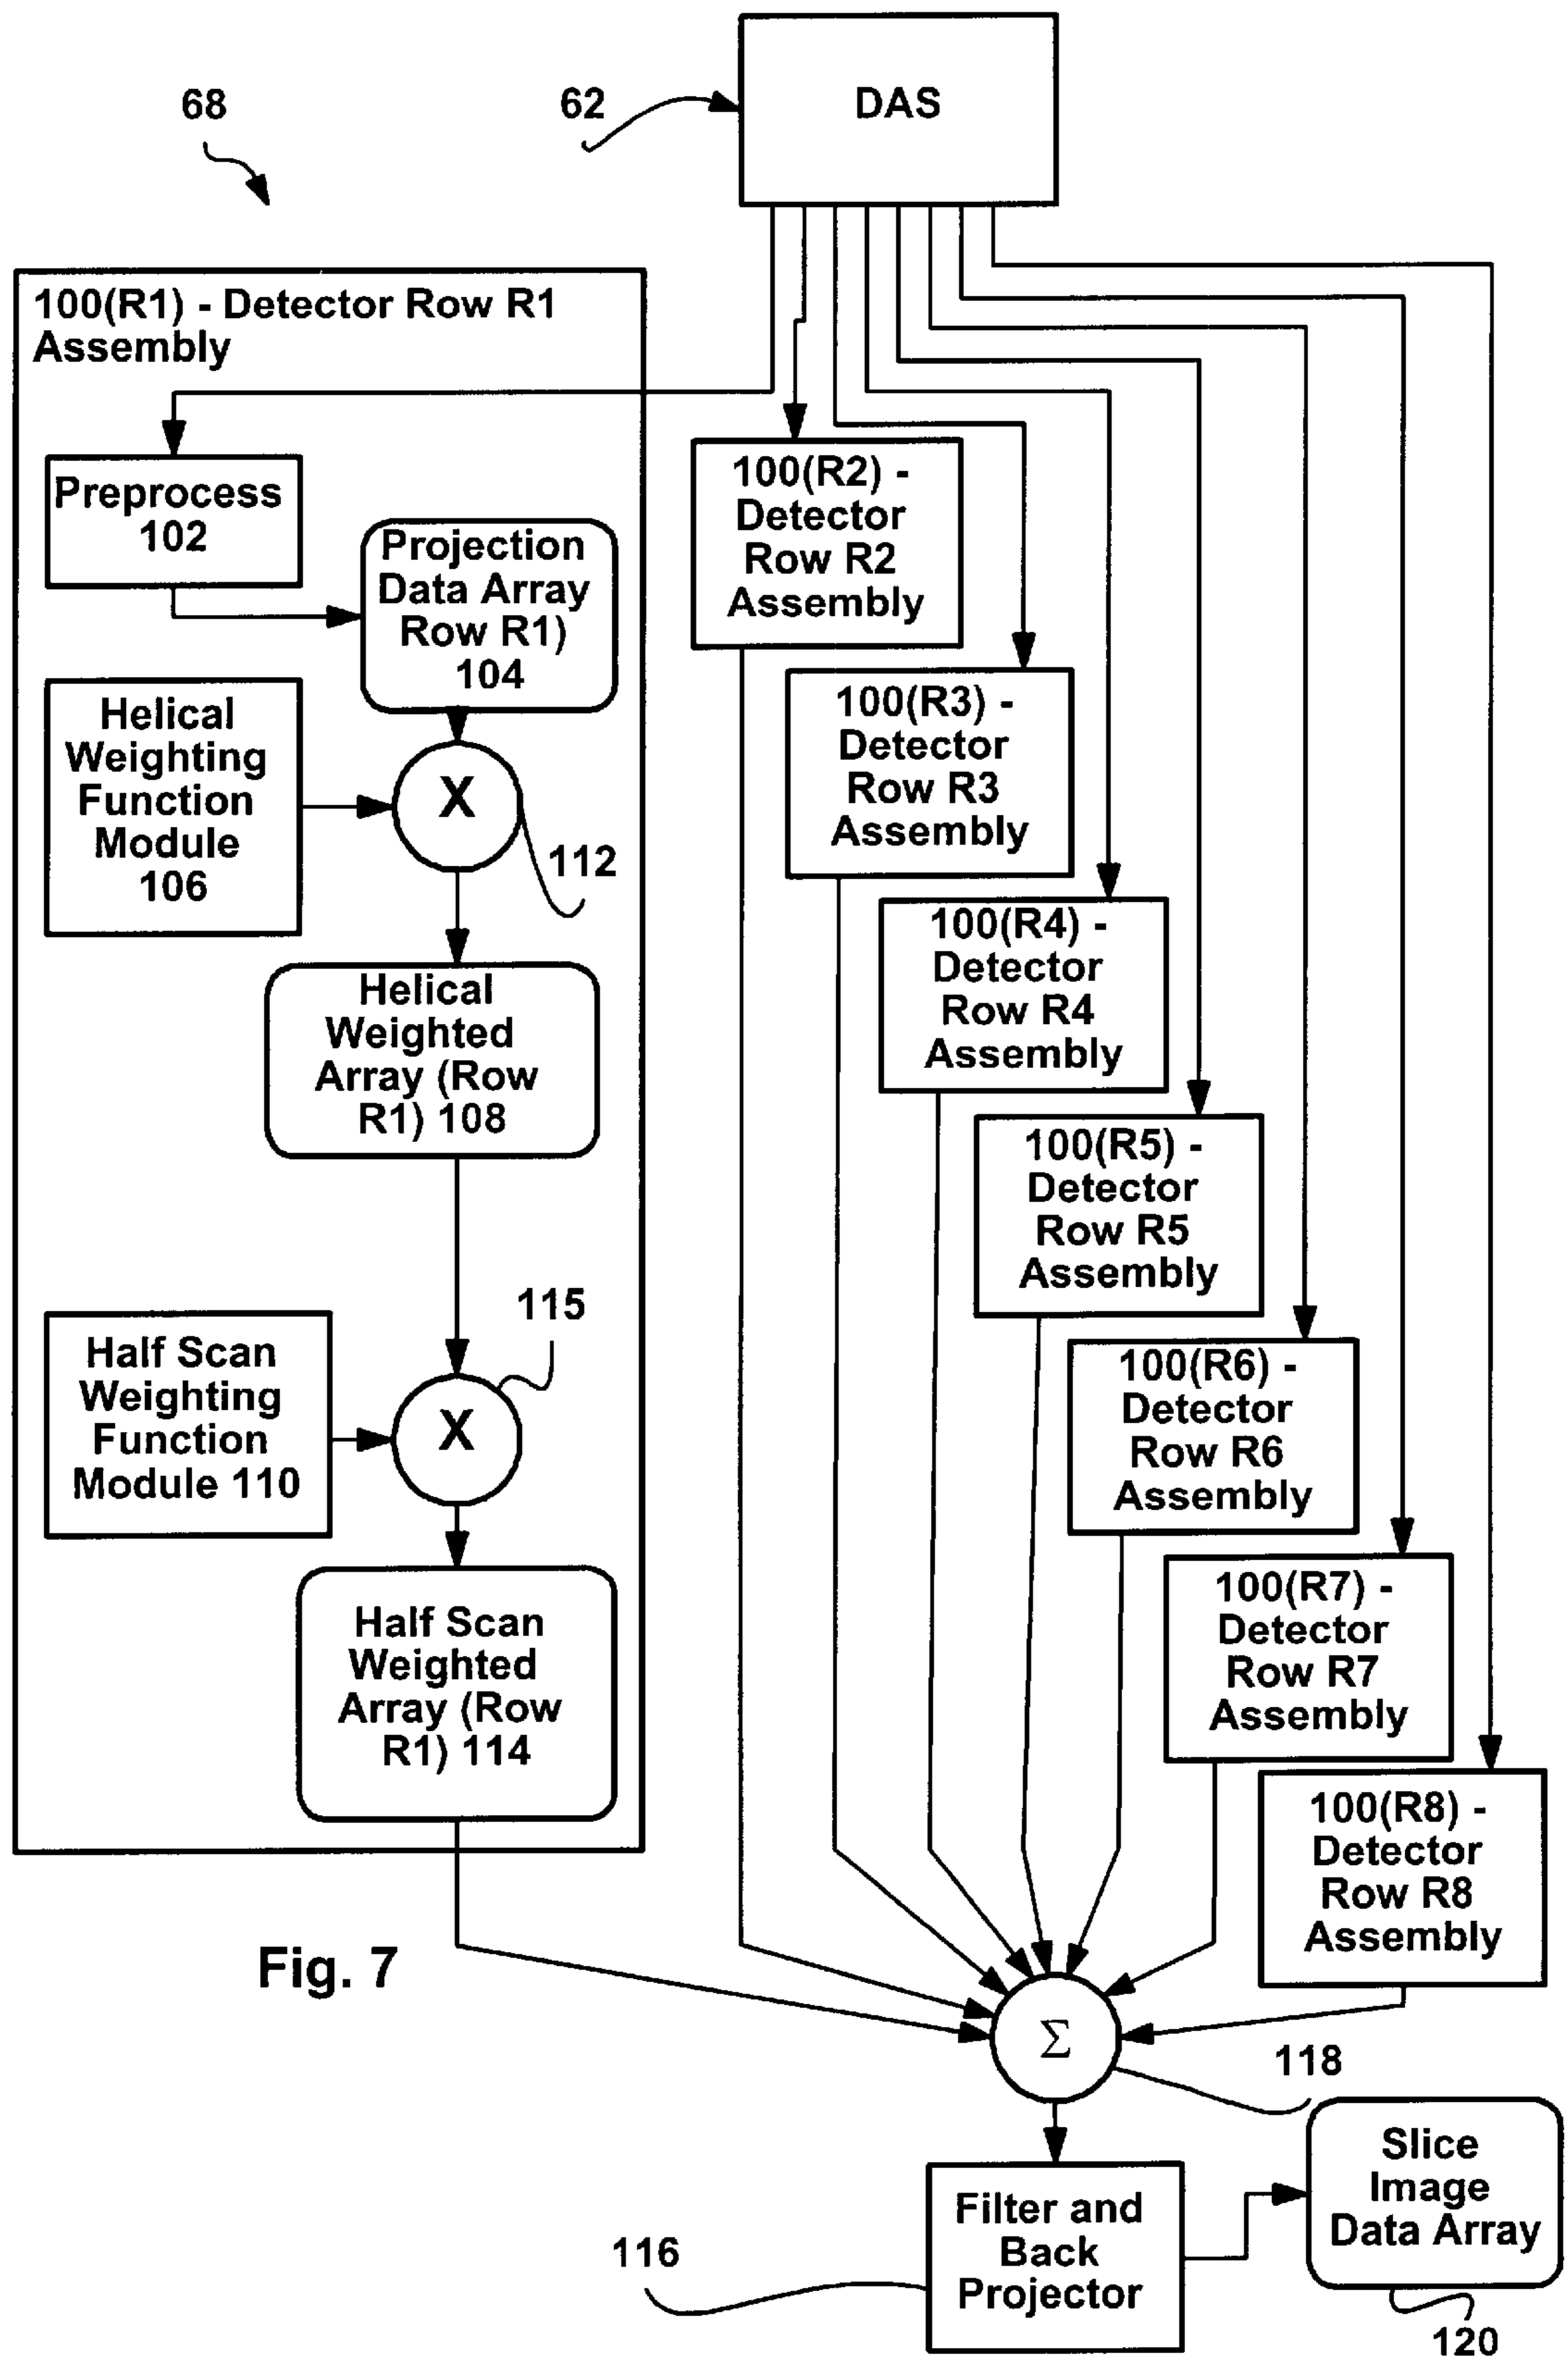 68
62
DAS
100(R1) - Detector Row R1
Assembly
Preprocess
102
Projection
Data Array
Row R1)
104
Helical
Weighting
Function
Module
106
X
112
Helical
Weighted
Array (Row
R1) 108
115
Half Scan
Weighting
Function
Module 110
X
Half Scan
Weighted
Array (Row
R1) 114
100(R2) -
Detector
Row R2
Assembly
100(R3) -
Detector
Row R3
Assembly
100(R4) -
Detector
Row R4
Assembly
100(R5) -
Detector
Row R5
Assembly
100(R6) -
Detector
Row R6
Assembly
100(R7) -
Detector
Row R7
Assembly
100(R8) -
Detector
Row R8
Assembly
Fig. 7
Σ
118
Filter and
Back
Projector
116
Slice
Image
Data Array
120